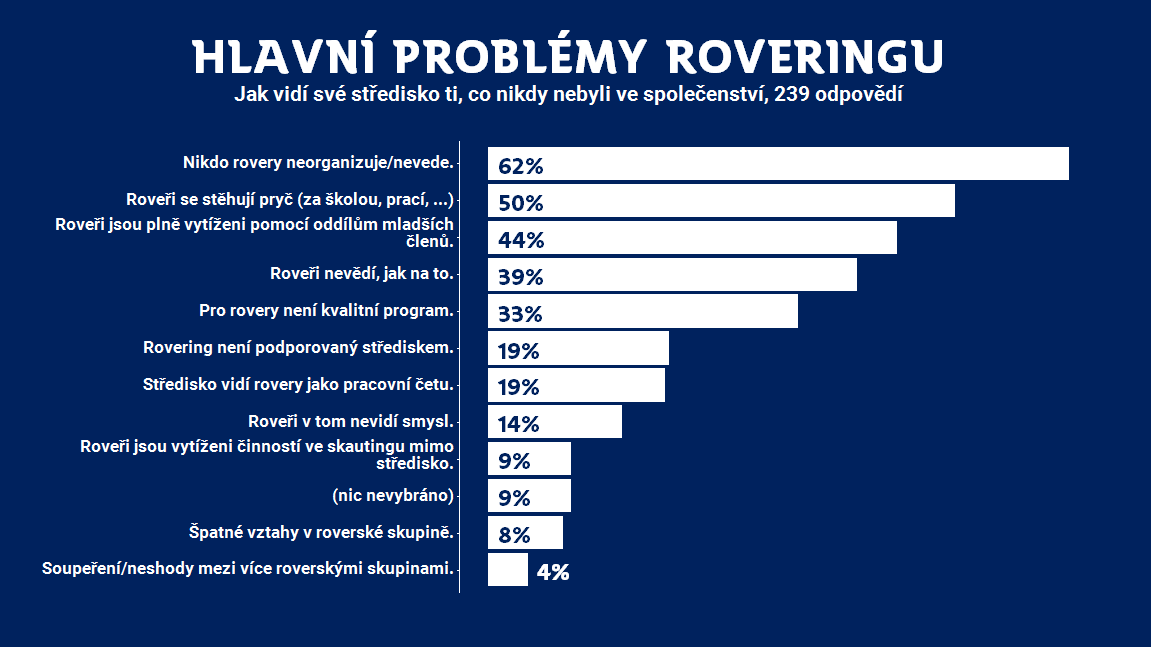 HLAVNÍ PROBLÉMY ROVERINGU
Jak vidí své středisko ti, co nikdy nebyli ve společenství, 239 odpovědí
Nikdo rovery neorganizuje/nevede.
62%
Roveři se stěhují pryč (za školou, prací, ...)
50%
Roveři jsou plně vytíženi pomocí oddílům mladších
členů.
44%
Roveři nevědí, jak na to.
39%
Pro rovery není kvalitní program.
33%
Rovering není podporovaný střediskem.
19%
Středisko vidí rovery jako pracovní četu.
19%
Roveři v tom nevidí smysl.
14%
Roveři jsou vytíženi činností ve skautingu mimo
středisko.
9%
(nic nevybráno)
9%
Špatné vztahy v roverské skupině.
8%
Soupeření/neshody mezi více roverskými skupinami.
4%